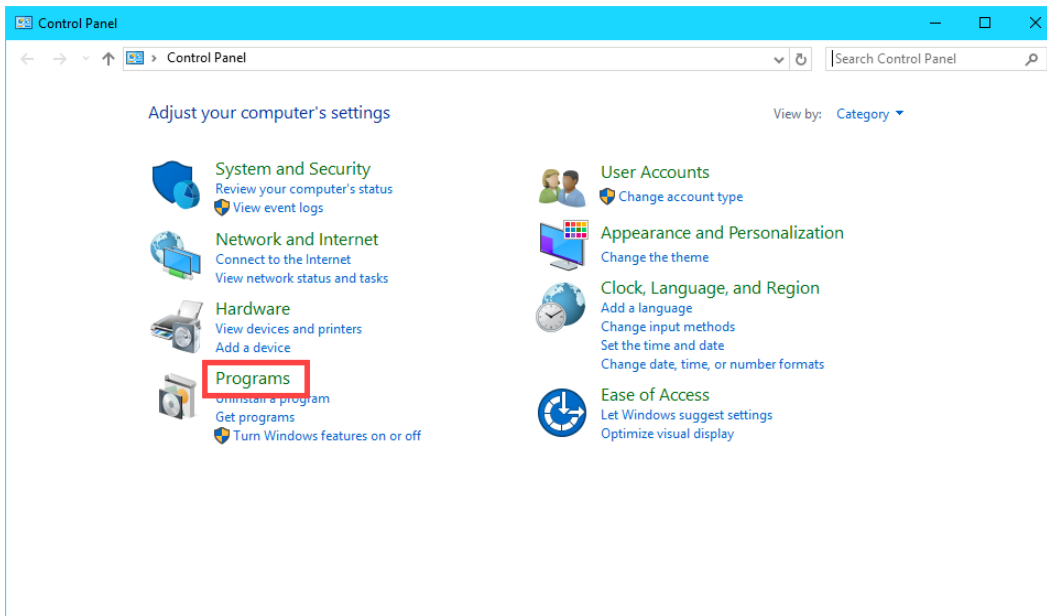 Control Panel
Control Panel
Search Control Panel
Adjust your computer's settings
View by: Category
System and Security
Review your computer's status
View event logs
Network and Internet
Connect to the Internet
View network status and tasks
Hardware
View devices and printers
Add a device
Programs
Uninstall a program
Get programs
Turn Windows features on or off
User Accounts
Change account type
Appearance and Personalization
Change the theme
Clock, Language, and Region
Add a language
Change input methods
Set the time and date
Change date, time, or number formats
Ease of Access
Let Windows suggest settings
Optimize visual display